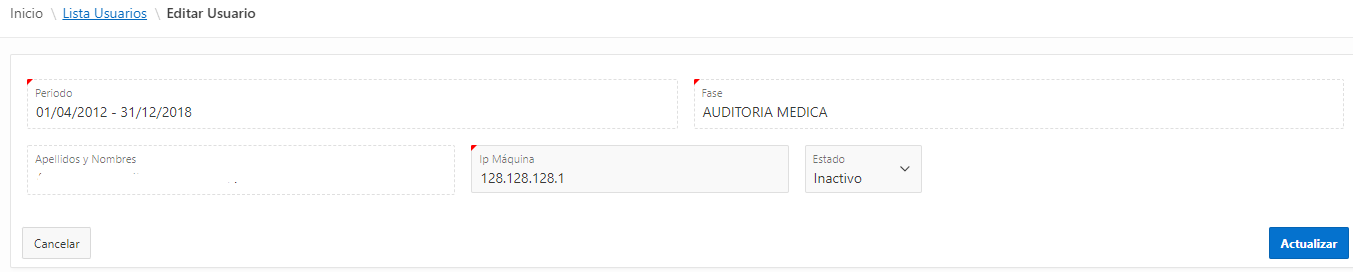 Inicio \ Lista Usuarios \ Editar Usuario
Periodo
01/04/2012 - 31/12/2018
Fase
AUDITORIA MEDICA
Apellidos y Nombres
Ip Máquina
128.128.128.1
Estado
Inactivo
Cancelar
Actualizar